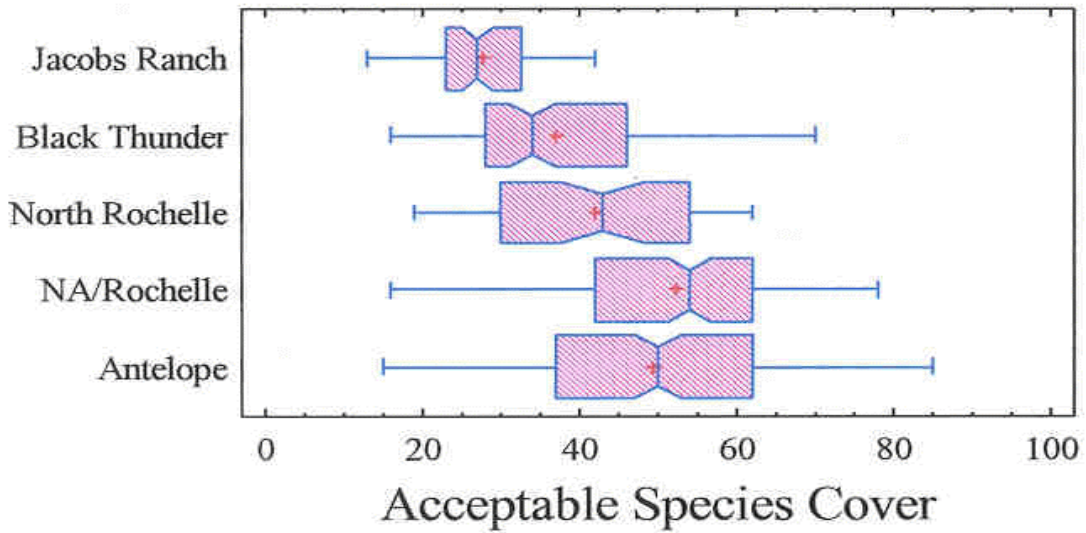 Jacobs Ranch
Black Thunder
North Rochelle
NA/Rochelle
Antelope
0 20 40 60 80 100
Acceptable Species Cover